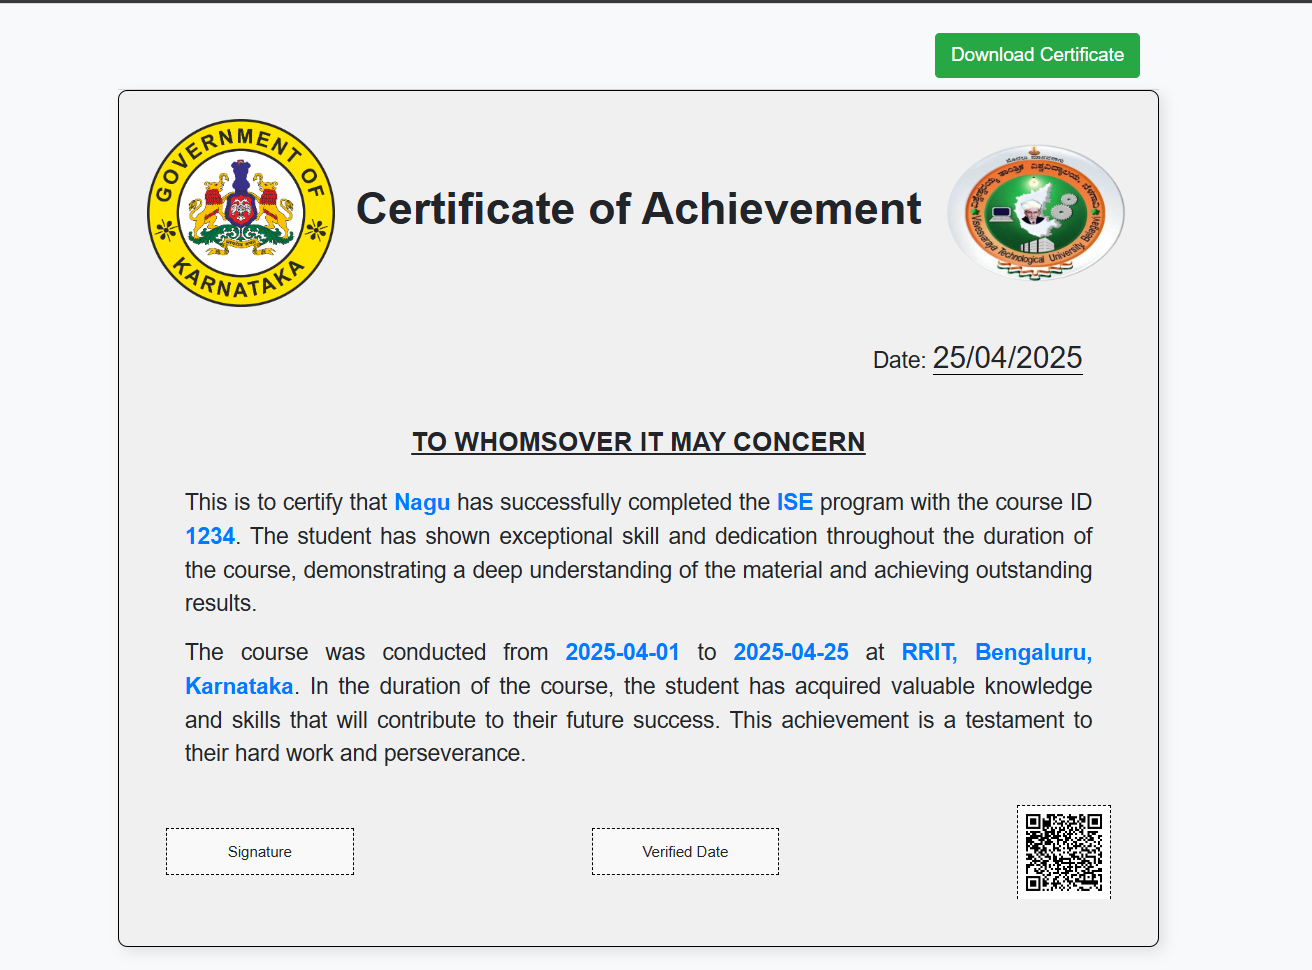 Download Certificate
GOVERNMENT OF
KARNATAKA
Certificate of Achievement
Visvesvaraya Technological University Belagavi
Date: 25/04/2025
TO WHOMSOVER IT MAY CONCERN
This is to certify that Nagu has successfully completed the ISE program with the course ID
1234. The student has shown exceptional skill and dedication throughout the duration of
the course, demonstrating a deep understanding of the material and achieving outstanding
results.
The course was conducted from 2025-04-01 to 2025-04-25 at RRIT, Bengaluru,
Karnataka. In the duration of the course, the student has acquired valuable knowledge
and skills that will contribute to their future success. This achievement is a testament to
their hard work and perseverance.
Signature
Verified Date